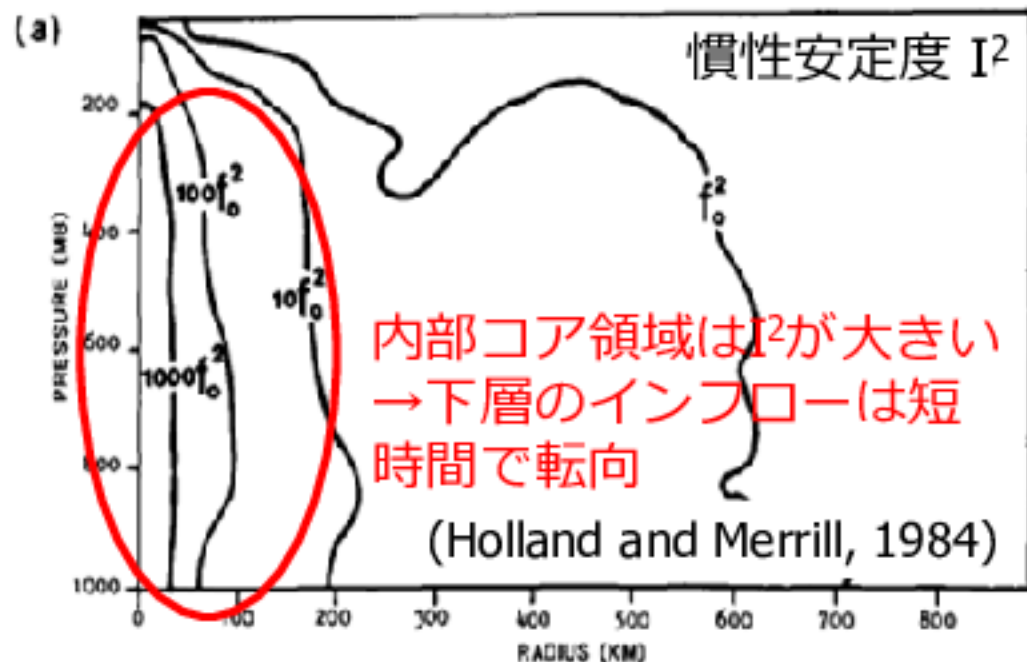 (a)
慣性安定度 I²
200
400
600
800
1000
PRESSURE (MB)
100f₀²
1000f₀²
10f₀²
f₀²
内部コア領域はI²が大きい
→下層のインフローは短
時間で転向
(Holland and Merrill, 1984)
0 100 200 300 400 500 600 700 800
RADIUS (KM)